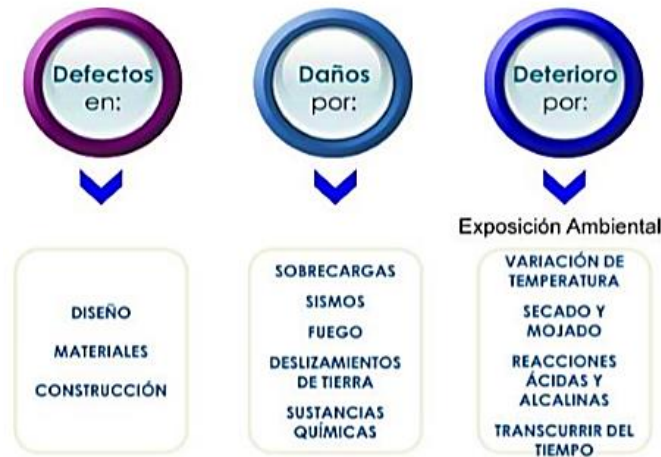 Defectos
en:
Daños
por:
Deterioro
por:
Exposición Ambiental
DISEÑO
MATERIALES
CONSTRUCCIÓN
SOBRECARGAS
SISMOS
FUEGO
DESLIZAMIENTOS
DE TIERRA
SUSTANCIAS
QUÍMICAS
VARIACIÓN DE
TEMPERATURA
SECADO Y
MOJADO
REACCIONES
ÁCIDAS Y
ALCALINAS
TRANSCURRIR DEL
TIEMPO